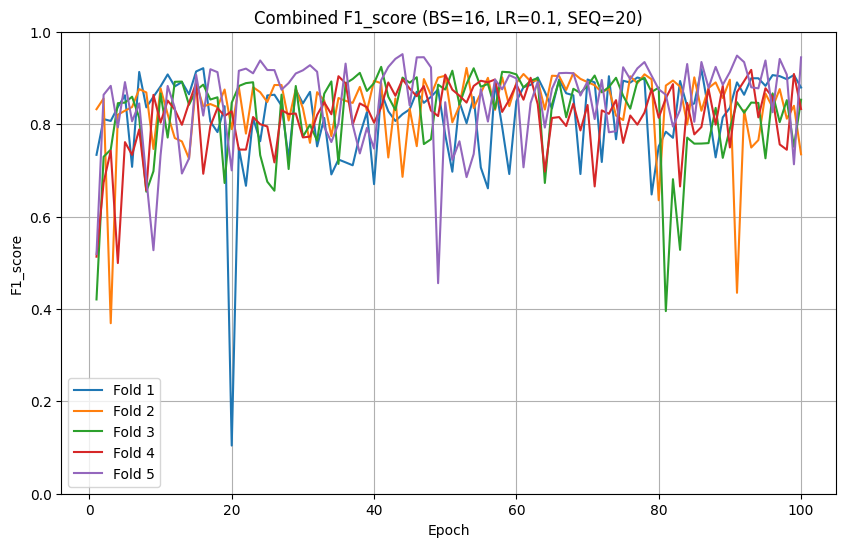 Combined F1_score (BS=16, LR=0.1, SEQ=20)
F1_score
1.0
0.8
0.6
0.4
0.2
0.0
Fold 1
Fold 2
Fold 3
Fold 4
Fold 5
0 20 40 60 80 100
Epoch